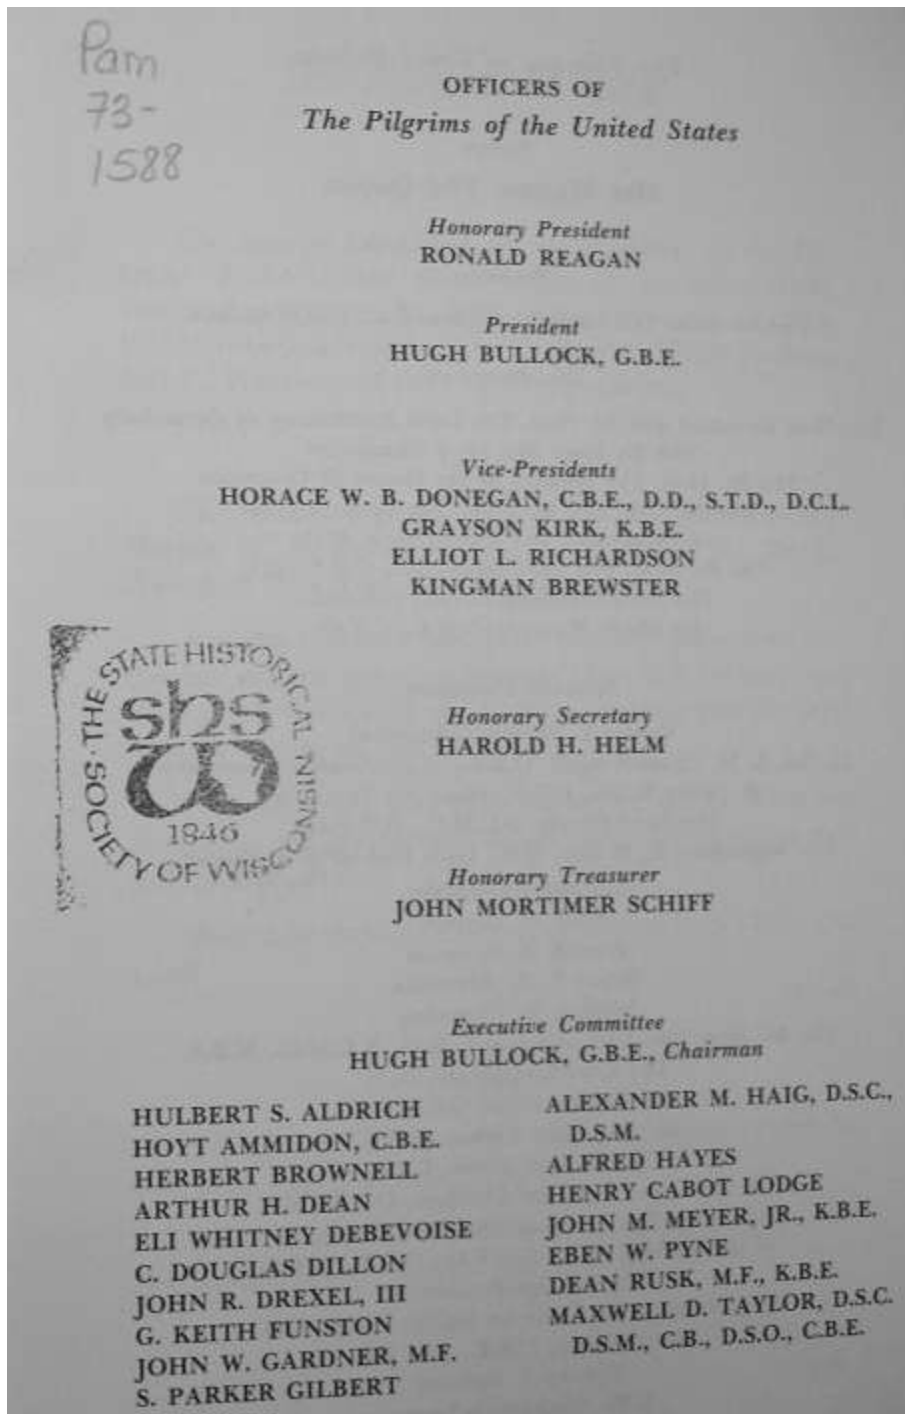 Pam
73-
1588
OFFICERS OF
The Pilgrims of the United States
Honorary President
RONALD REAGAN
President
HUGH BULLOCK, G.B.E.
Vice-Presidents
HORACE W. B. DONEGAN, C.B.E., D.D., S.T.D., D.C.L.
GRAYSON KIRK, K.B.E.
ELLIOT L. RICHARDSON
KINGMAN BREWSTER
THE STATE HISTORICAL SOCIETY OF WISCONSIN
shsw
1846
Honorary Secretary
HAROLD H. HELM
Honorary Treasurer
JOHN MORTIMER SCHIFF
Executive Committee
HUGH BULLOCK, G.B.E., Chairman
HULBERT S. ALDRICH
HOYT AMMIDON, C.B.E.
HERBERT BROWNELL
ARTHUR H. DEAN
ELI WHITNEY DEBEVOISE
C. DOUGLAS DILLON
JOHN R. DREXEL, III
G. KEITH FUNSTON
JOHN W. GARDNER, M.F.
S. PARKER GILBERT
ALEXANDER M. HAIG, D.S.C.,
D.S.M.
ALFRED HAYES
HENRY CABOT LODGE
JOHN M. MEYER, JR., K.B.E.
EBEN W. PYNE
DEAN RUSK, M.F., K.B.E.
MAXWELL D. TAYLOR, D.S.C.
D.S.M., C.B., D.S.O., C.B.E.